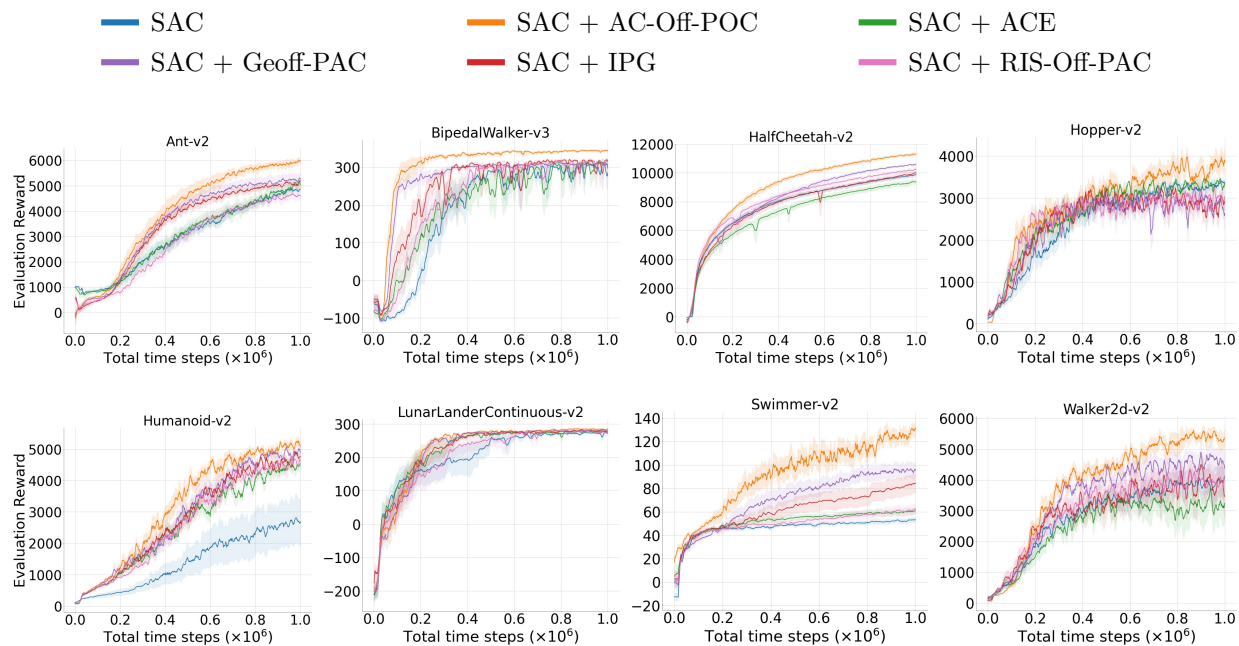 SAC SAC + AC-Off-POC SAC + ACE
SAC + Geoff-PAC SAC + IPG SAC + RIS-Off-PAC
Ant-v2
Evaluation Reward
6000
5000
4000
3000
2000
1000
0
0.0 0.2 0.4 0.6 0.8 1.0
Total time steps (×10⁶)
BipedalWalker-v3
300
200
100
0
−100
0.0 0.2 0.4 0.6 0.8 1.0
Total time steps (×10⁶)
HalfCheetah-v2
12000
10000
8000
6000
4000
2000
0
0.0 0.2 0.4 0.6 0.8 1.0
Total time steps (×10⁶)
Hopper-v2
4000
3000
2000
1000
0
0.0 0.2 0.4 0.6 0.8 1.0
Total time steps (×10⁶)
Humanoid-v2
Evaluation Reward
5000
4000
3000
2000
1000
0
0.0 0.2 0.4 0.6 0.8 1.0
Total time steps (×10⁶)
LunarLanderContinuous-v2
300
200
100
0
−100
−200
0.0 0.2 0.4 0.6 0.8 1.0
Total time steps (×10⁶)
Swimmer-v2
140
120
100
80
60
40
20
0
−20
0.0 0.2 0.4 0.6 0.8 1.0
Total time steps (×10⁶)
Walker2d-v2
6000
5000
4000
3000
2000
1000
0
0.0 0.2 0.4 0.6 0.8 1.0
Total time steps (×10⁶)